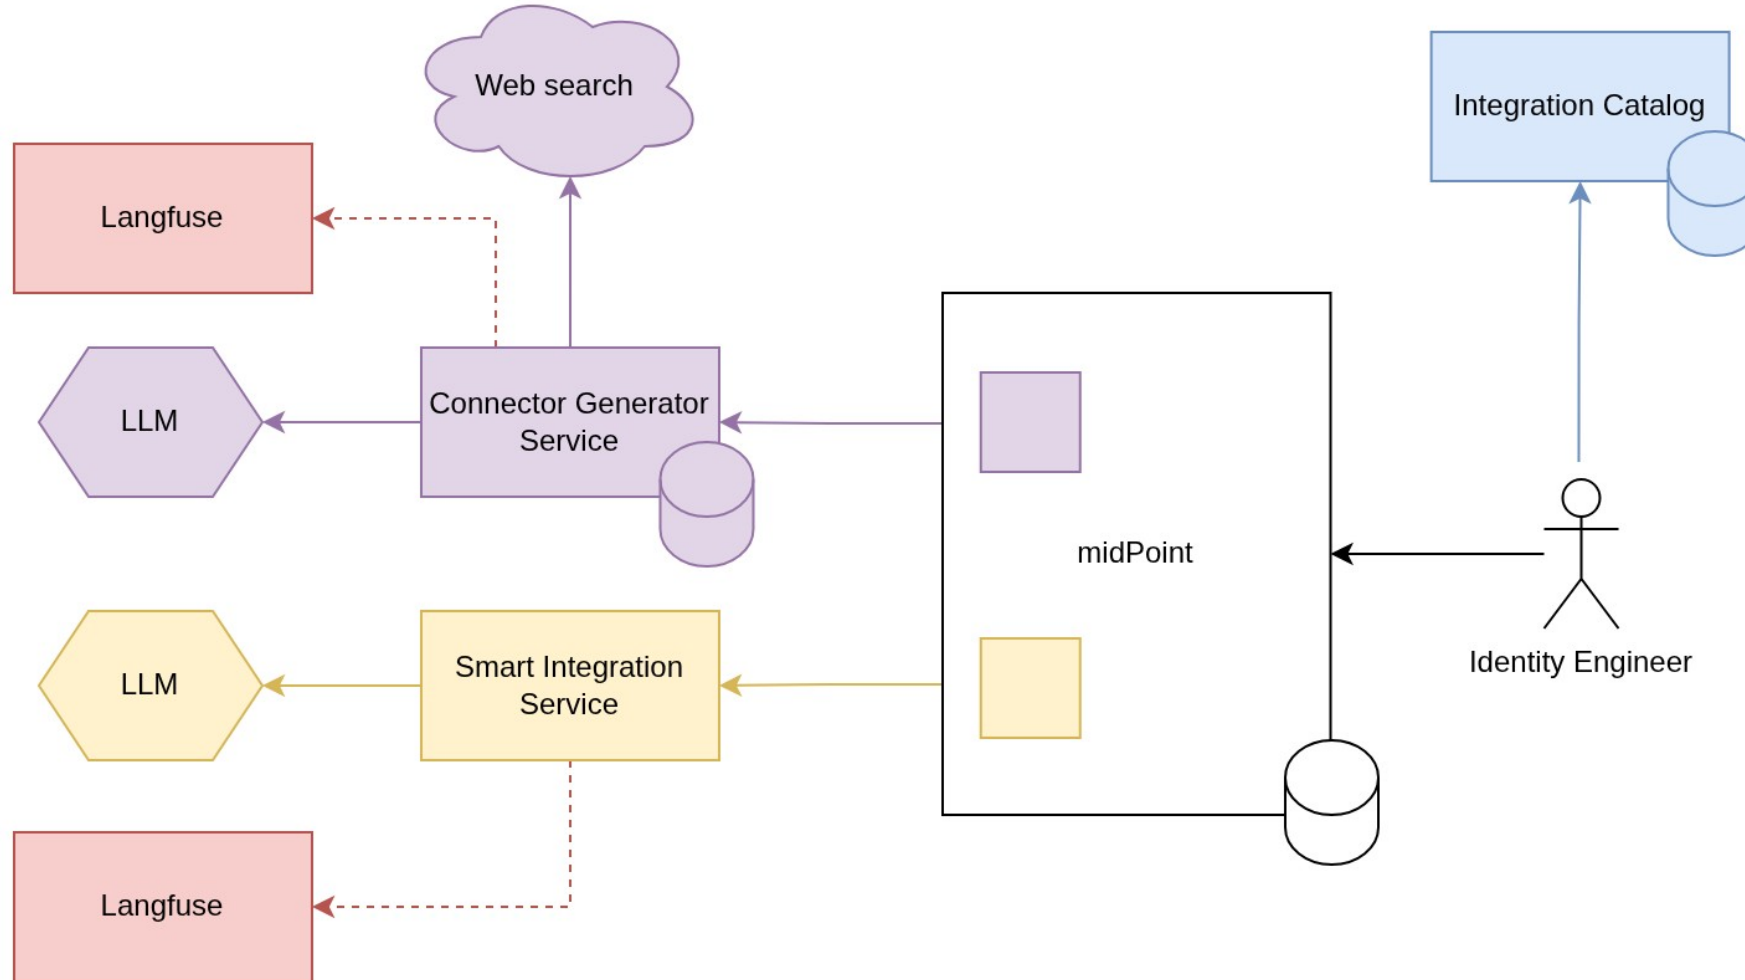 Web search
Integration Catalog
Langfuse
LLM
Connector Generator
Service
midPoint
Identity Engineer
LLM
Smart Integration
Service
Langfuse